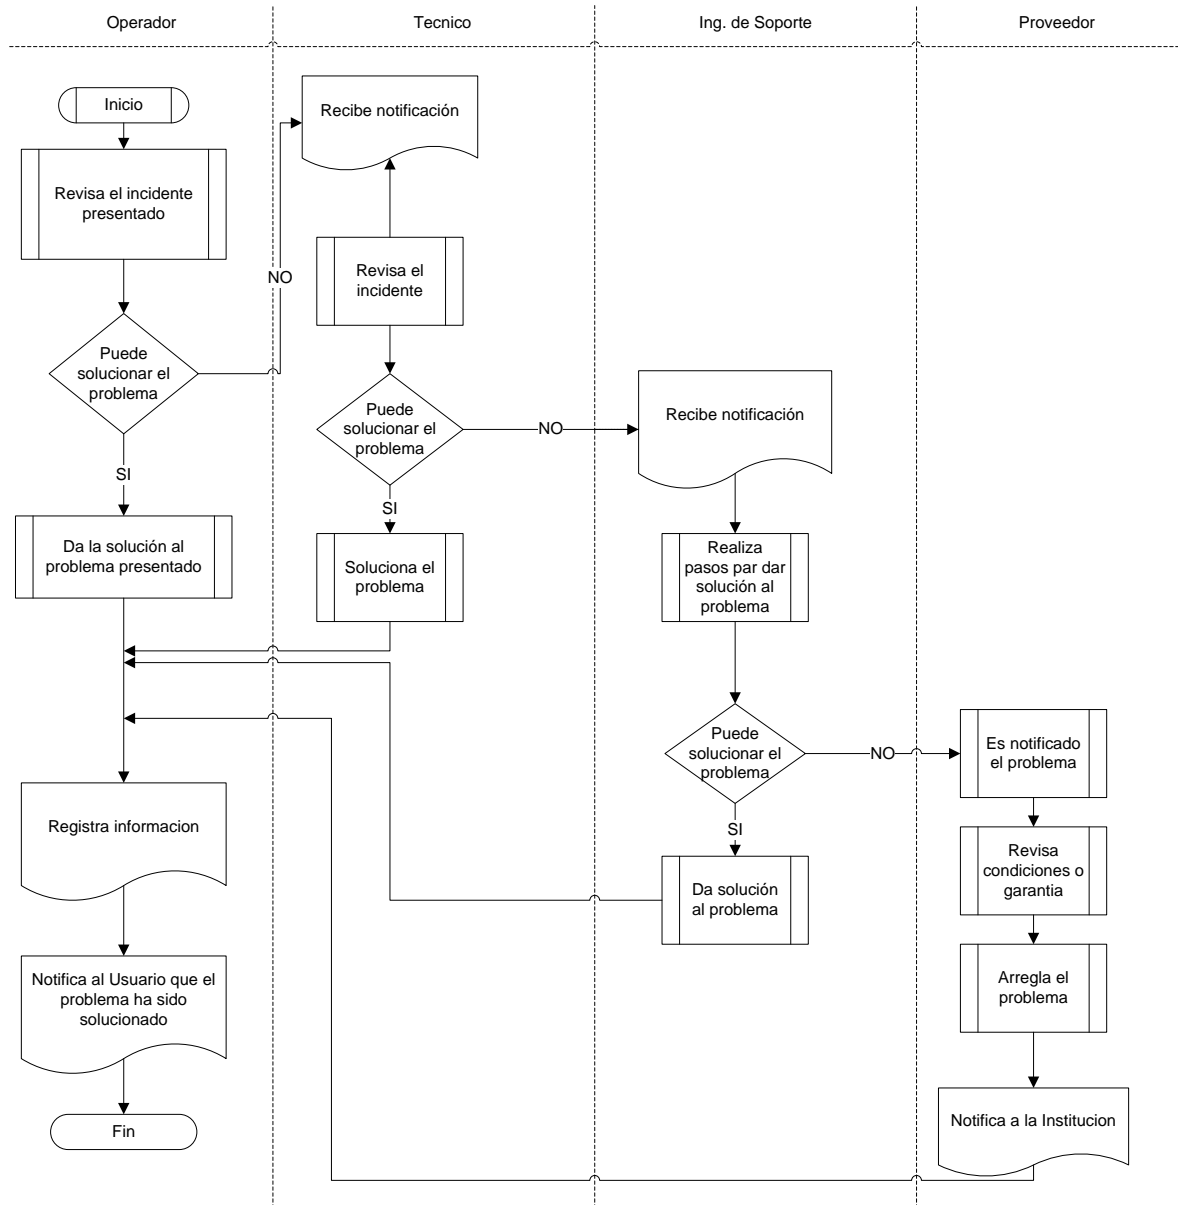 Operador
Tecnico
Ing. de Soporte
Proveedor
Inicio
Revisa el incidente
presentado
Puede
solucionar el
problema
NO
SI
Da la solución al
problema presentado
Registra informacion
Notifica al Usuario que el
problema ha sido
solucionado
Fin
Recibe notificación
Revisa el
incidente
Puede
solucionar el
problema
NO
SI
Soluciona el
problema
Recibe notificación
Realiza
pasos par dar
solución al
problema
Puede
solucionar el
problema
NO
SI
Da solución
al problema
Es notificado
el problema
Revisa
condiciones o
garantia
Arregla el
problema
Notifica a la Institucion